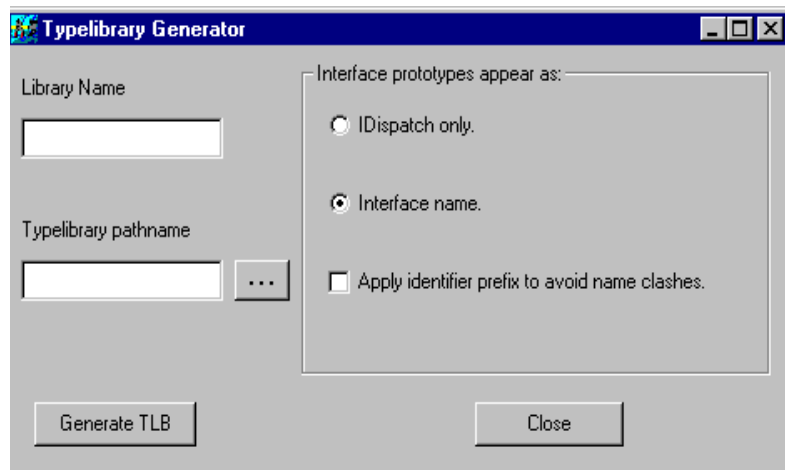 Typelibrary Generator
Library Name
Typelibrary pathname
...
Interface prototypes appear as:
IDispatch only.
Interface name.
Apply identifier prefix to avoid name clashes.
Generate TLB
Close